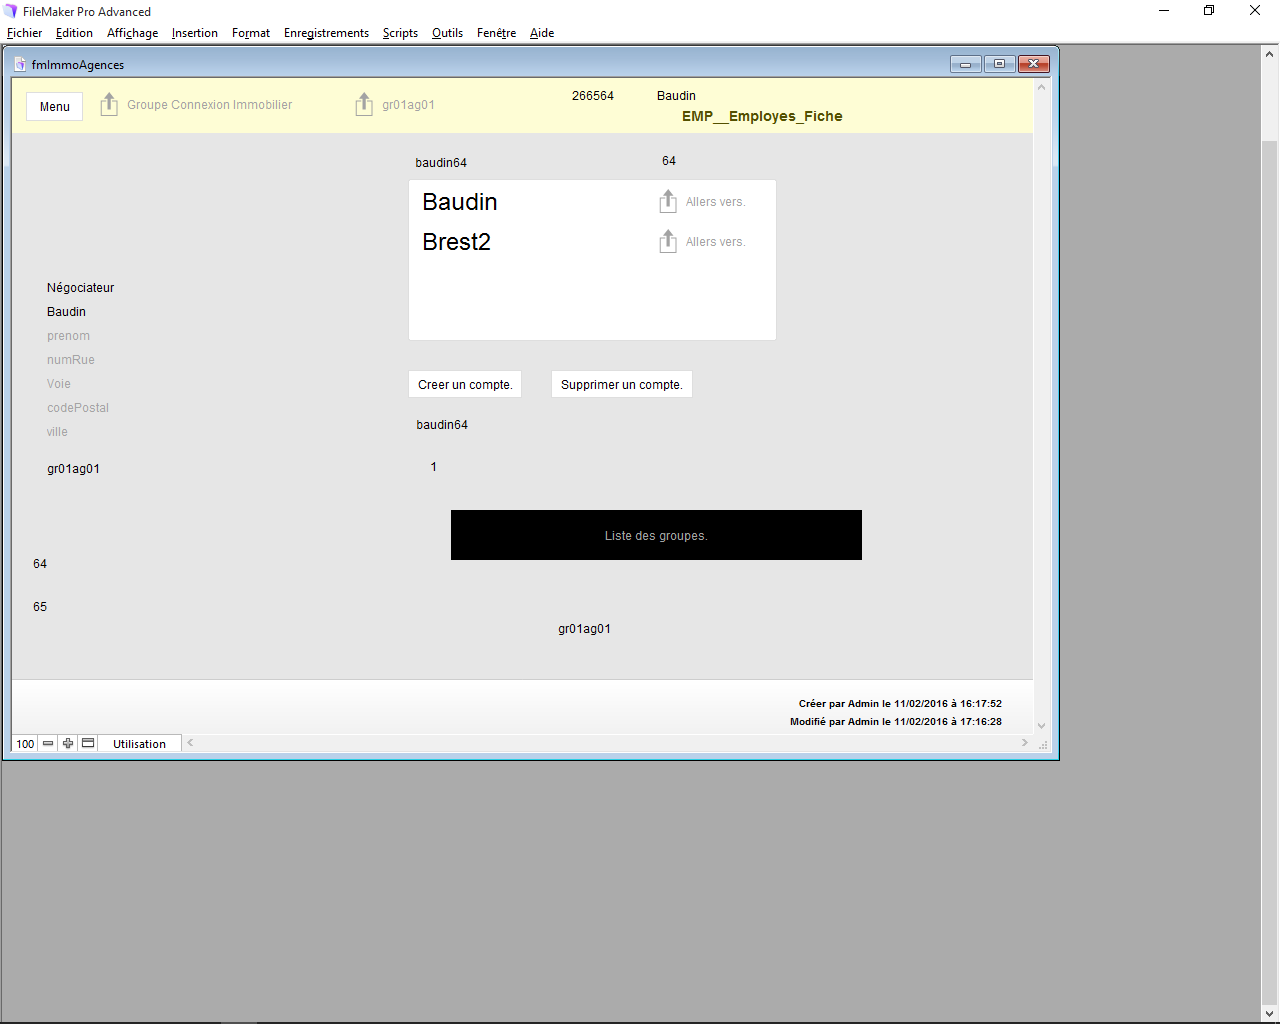 FileMaker Pro Advanced
Fichier Edition Affichage Insertion Format Enregistrements Scripts Outils Fenêtre Aide
fmImmoAgences
Menu Groupe Connexion Immobilier gr01ag01 266564 Baudin
EMP__Employes_Fiche
baudin64 64
Baudin Allers vers.
Brest2 Allers vers.
Négociateur
Baudin
prenom
numRue
Voie
codePostal
ville
gr01ag01
Creer un compte. Supprimer un compte.
baudin64
1
Liste des groupes.
64
65
gr01ag01
Créer par Admin le 11/02/2016 à 16:17:52
Modifié par Admin le 11/02/2016 à 17:16:28
100 Utilisation